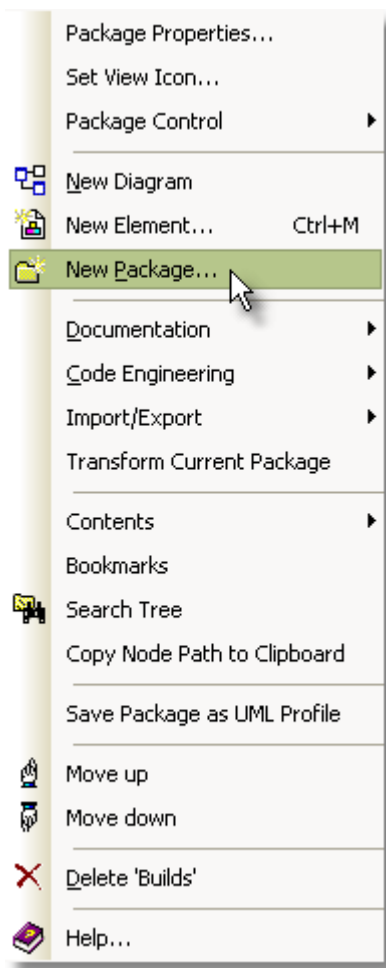 Package Properties...
Set View Icon...
Package Control
New Diagram
New Element... Ctrl+M
New Package...
Documentation
Code Engineering
Import/Export
Transform Current Package
Contents
Bookmarks
Search Tree
Copy Node Path to Clipboard
Save Package as UML Profile
Move up
Move down
Delete 'Builds'
Help...